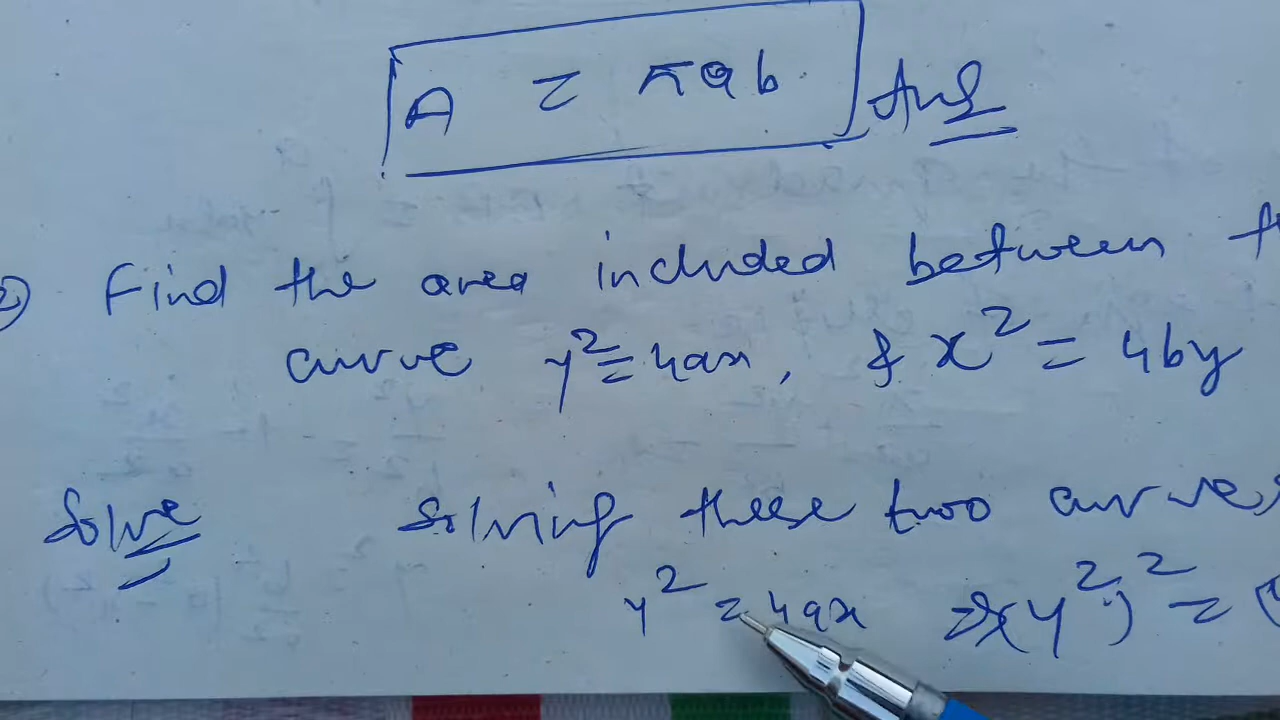 A = πab. Ans
2) Find the area included between
curve y² = 4ax, & x² = 4by
Solve Solving these two curves
y² = 4ax ⇒ (y²)² = (